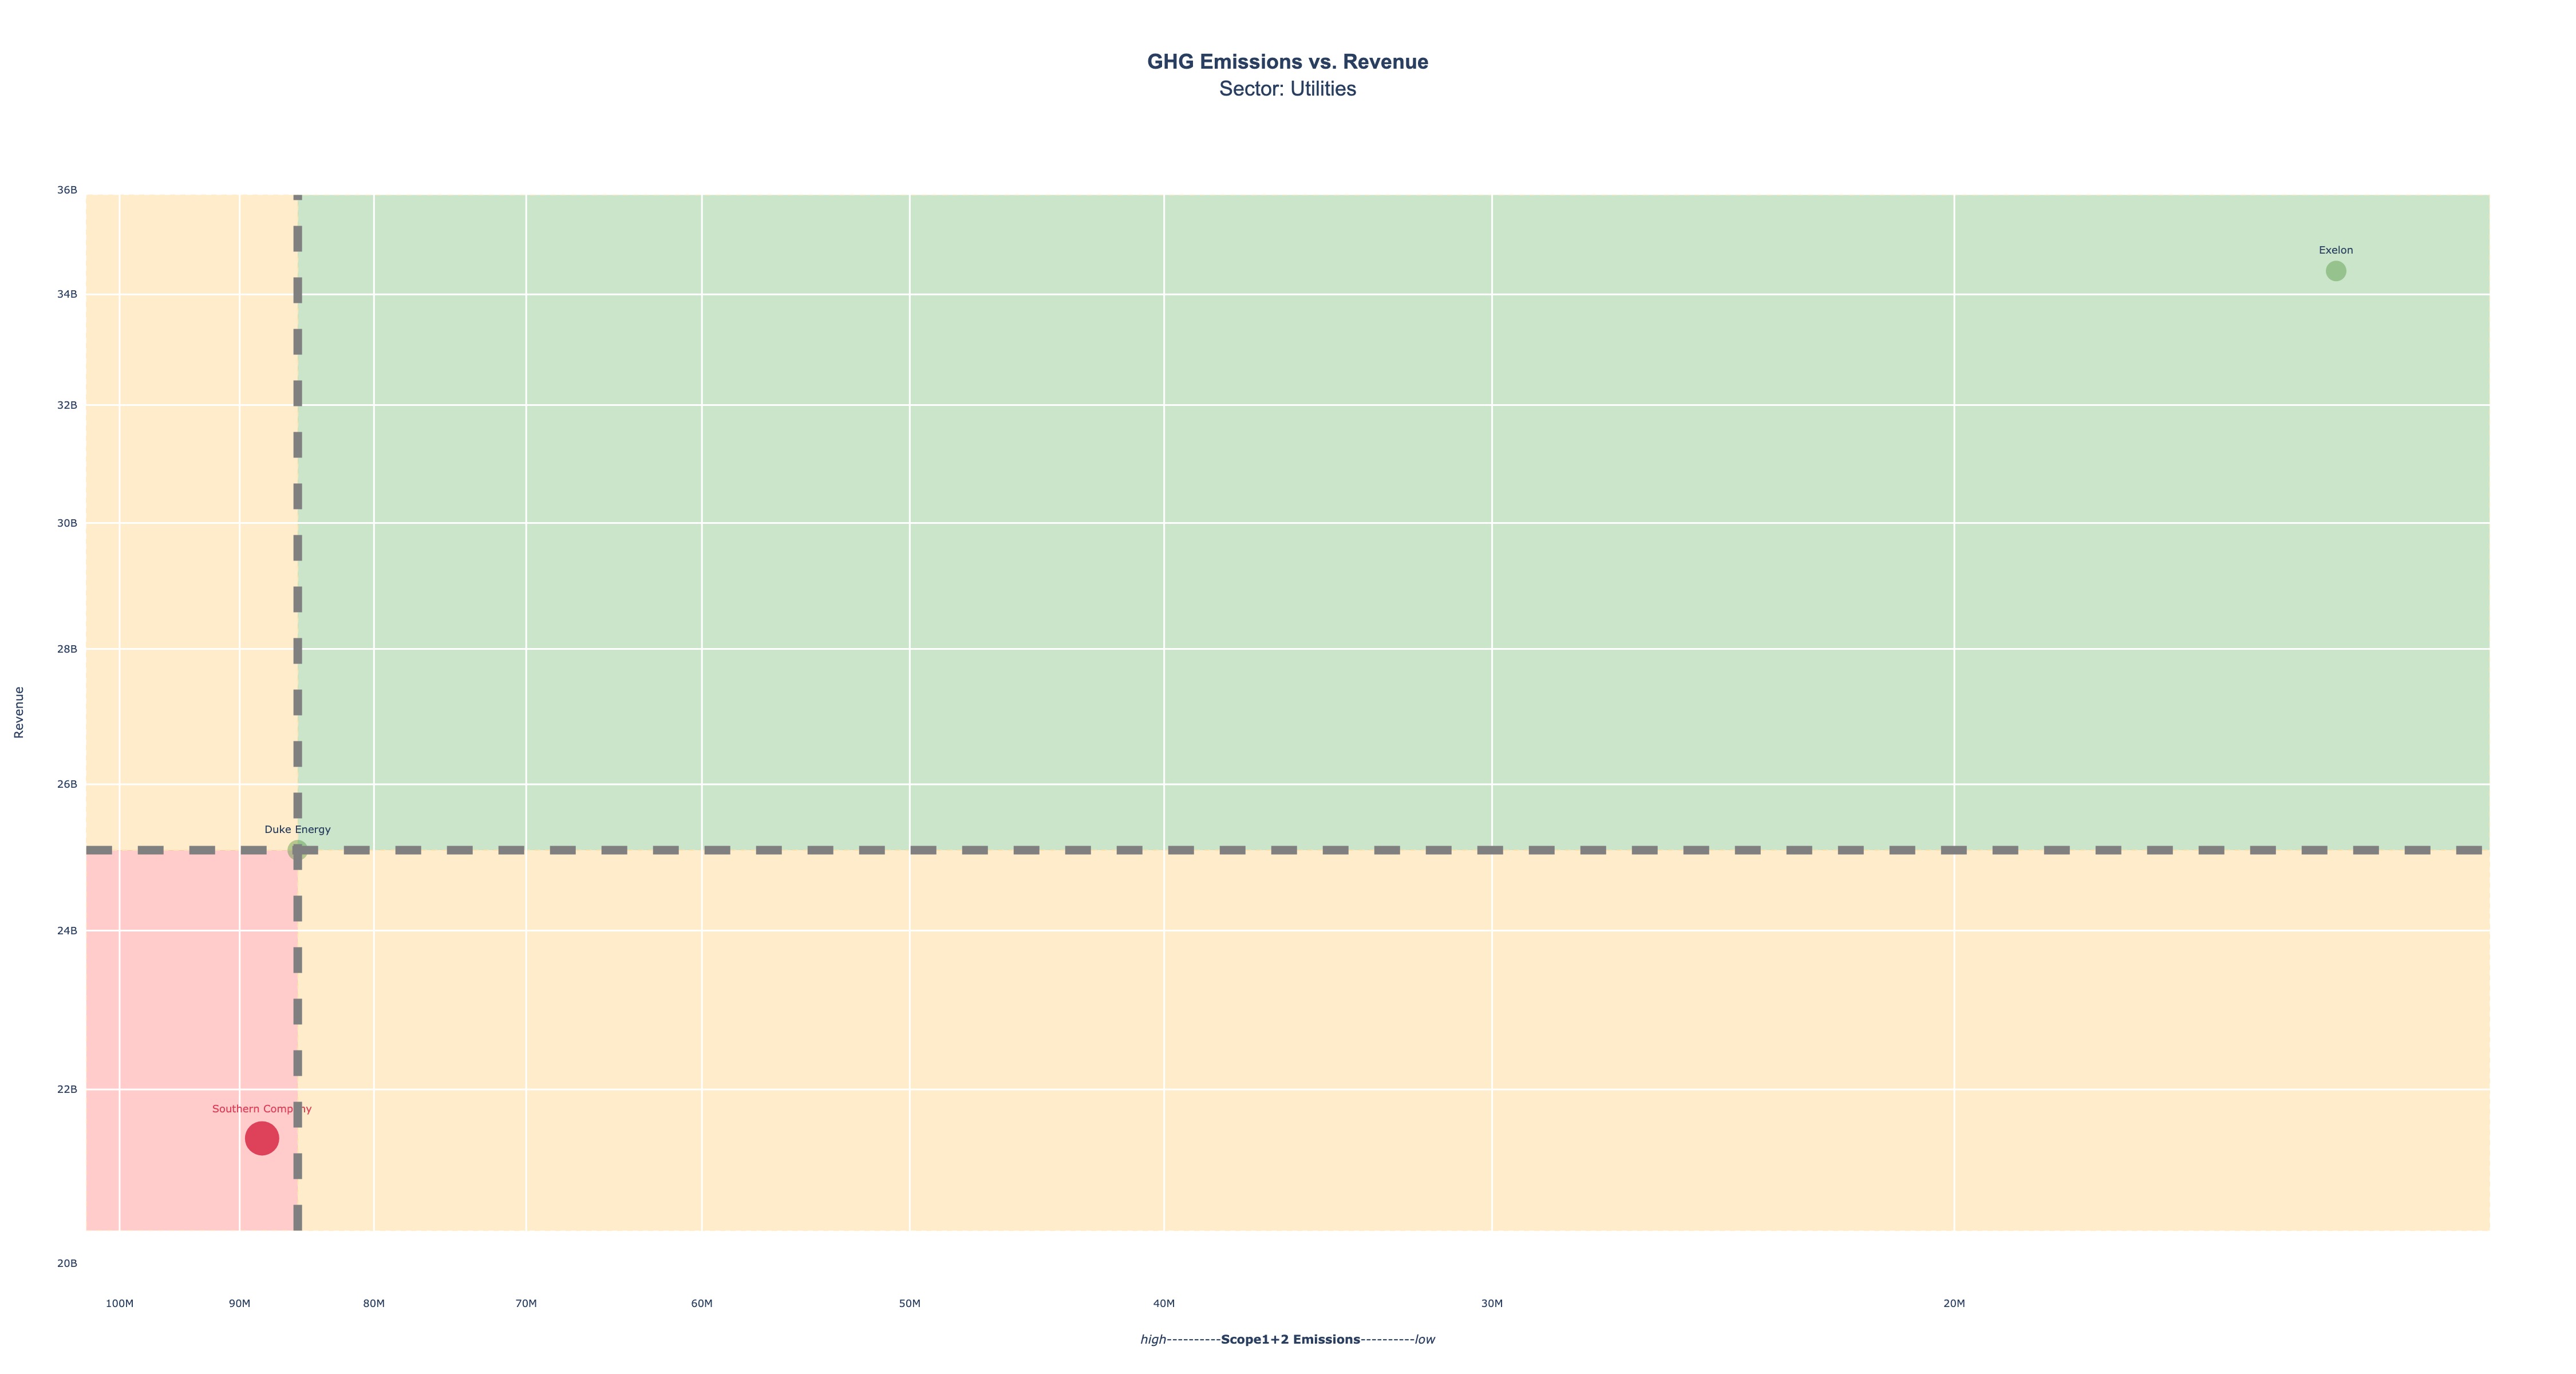 GHG Emissions vs. Revenue
Sector: Utilities
36B
34B
32B
30B
28B
26B
24B
22B
20B
Revenue
Exelon
Duke Energy
Southern Company
100M
90M
80M
70M
60M
50M
40M
30M
20M
high----------Scope1+2 Emissions----------low